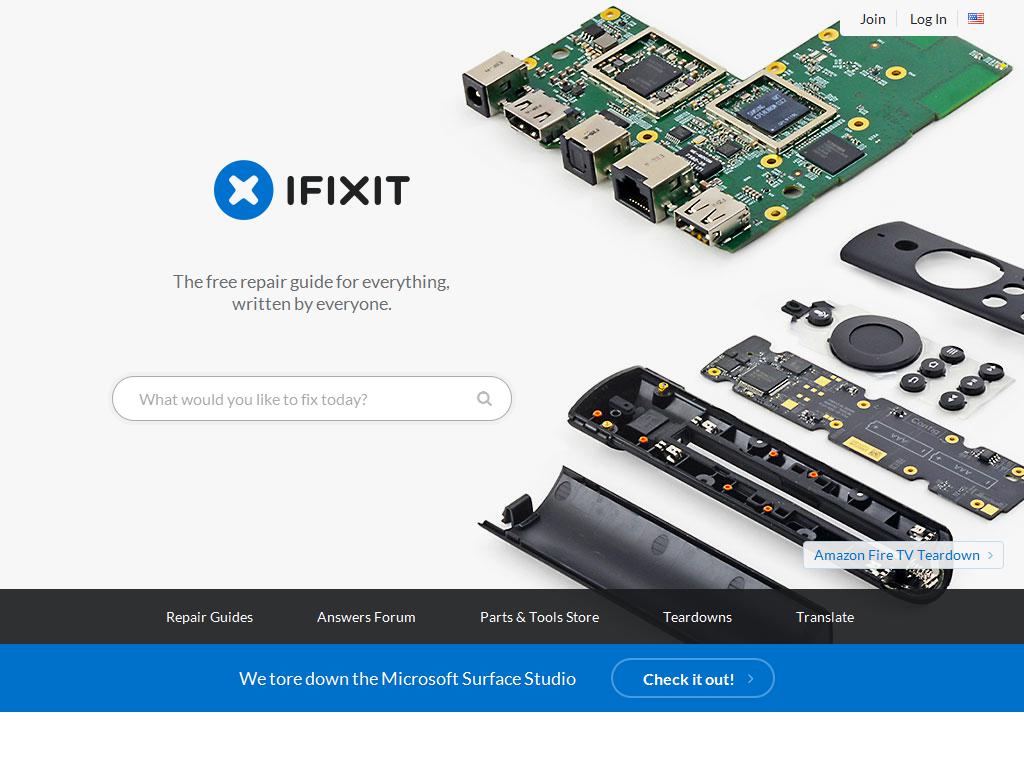 Join
Log In
IFIXIT
The free repair guide for everything,
written by everyone.
What would you like to fix today?
Config
Amazon Fire TV Teardown
Repair Guides
Answers Forum
Parts & Tools Store
Teardowns
Translate
We tore down the Microsoft Surface Studio
Check it out!